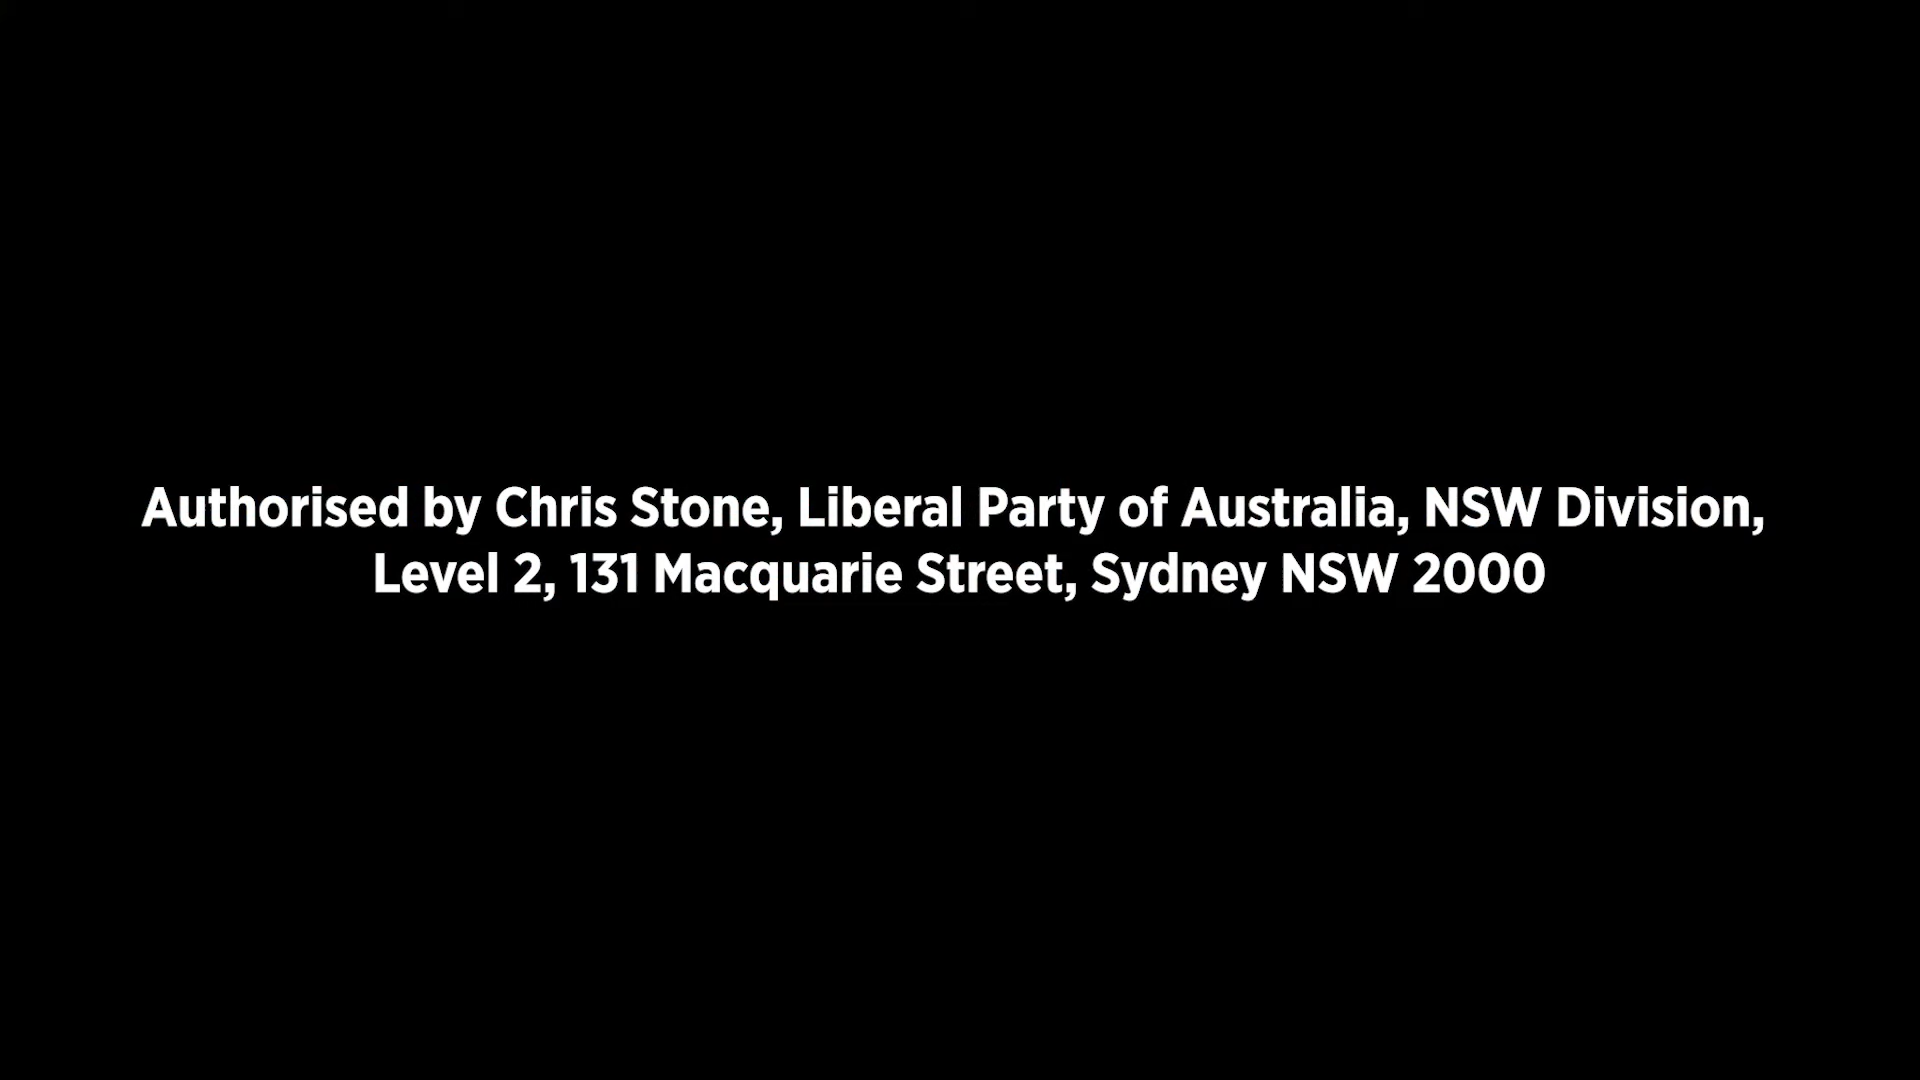 Authorised by Chris Stone, Liberal Party of Australia, NSW Division,
Level 2, 131 Macquarie Street, Sydney NSW 2000